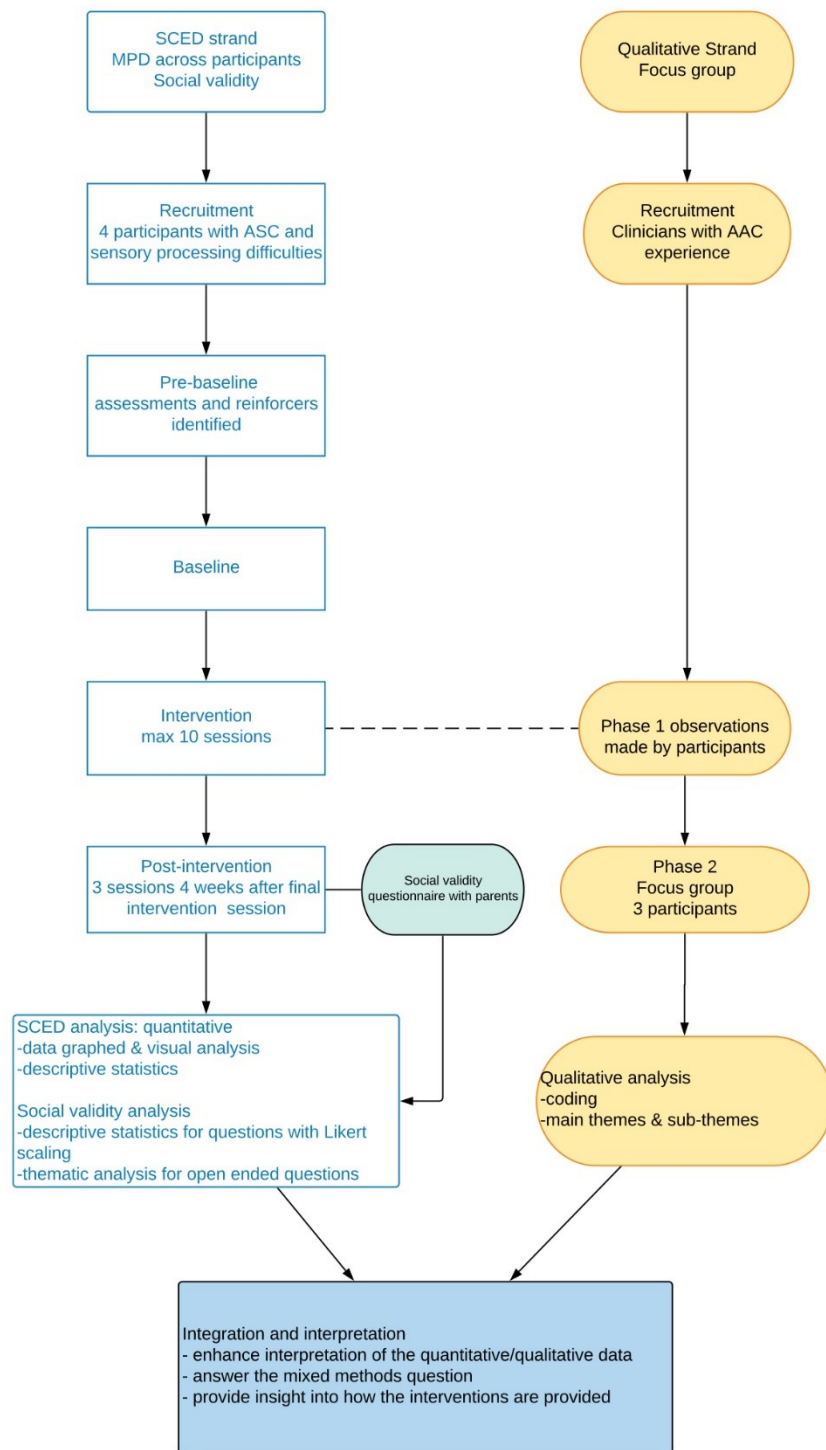 SCED strand
MPD across participants
Social validity
Qualitative Strand
Focus group
Recruitment
4 participants with ASC and
sensory processing difficulties
Recruitment
Clinicians with AAC
experience
Pre-baseline
assessments and reinforcers
identified
Baseline
Intervention
max 10 sessions
Phase 1 observations
made by participants
Post-intervention
3 sessions 4 weeks after final
intervention session
Social validity
questionnaire with parents
Phase 2
Focus group
3 participants
SCED analysis: quantitative
-data graphed & visual analysis
-descriptive statistics
Social validity analysis
-descriptive statistics for questions with Likert
scaling
-thematic analysis for open ended questions
Qualitative analysis
-coding
-main themes & sub-themes
Integration and interpretation
- enhance interpretation of the quantitative/qualitative data
- answer the mixed methods question
- provide insight into how the interventions are provided